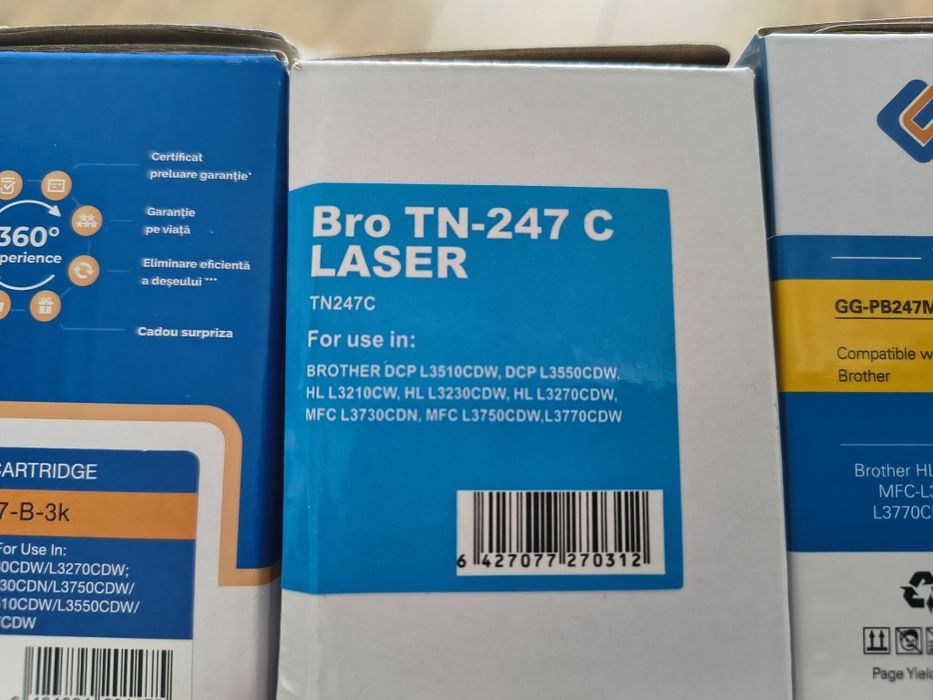 Certificat
preluare garanție*
Garanție
pe viață
Eliminare eficientă
a deșeului ***
Cadou surpriza
360°
CARTRIDGE
7-B-3k
For Use In:
0CDW/L3270CDW;
30CDN/L3750CDW/
10CDW/L3550CDW/
CDW
Bro TN-247 C
LASER
TN247C
For use in:
BROTHER DCP L3510CDW, DCP L3550CDW,
HL L3210CW, HL L3230CDW, HL L3270CDW,
MFC L3730CDN, MFC L3750CDW,L3770CDW
6 427077 270312
GG-PB247M
Compatible w
Brother
Brother HL
MFC-L3
L3770C
Page Yiel